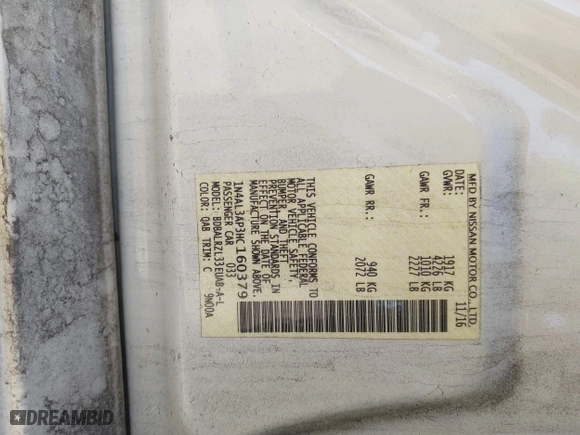 MFD BY NISSAN MOTOR CO., LTD.
DATE: 11/16
GVWR: 1917 KG
4226 LB
GAWR FR.: 1010 KG
2227 LB
GAWR RR.: 940 KG
2072 LB
THIS VEHICLE CONFORMS TO
ALL APPLICABLE FEDERAL
MOTOR VEHICLE SAFETY,
BUMPER AND THEFT
PREVENTION STANDARDS IN
EFFECT ON THE DATE OF
MANUFACTURE SHOWN ABOVE.
1N4AL3AP3HC160379
PASSENGER CAR 033
MODEL: BDBALRZL33EUAB-A-L
COLOR: QAB TRIM: C 9W00A
DREAMBID